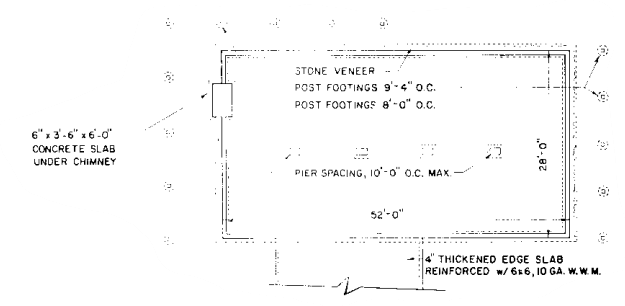 STONE VENEER
POST FOOTINGS 9'-4" O.C.
POST FOOTINGS 8'-0" O.C.
6" x 3'-6" x 6'-0"
CONCRETE SLAB
UNDER CHIMNEY
28'-0"
PIER SPACING, 10'-0" O.C. MAX.
52'-0"
4" THICKENED EDGE SLAB
REINFORCED w/ 6x6, 10 GA. W.W.M.